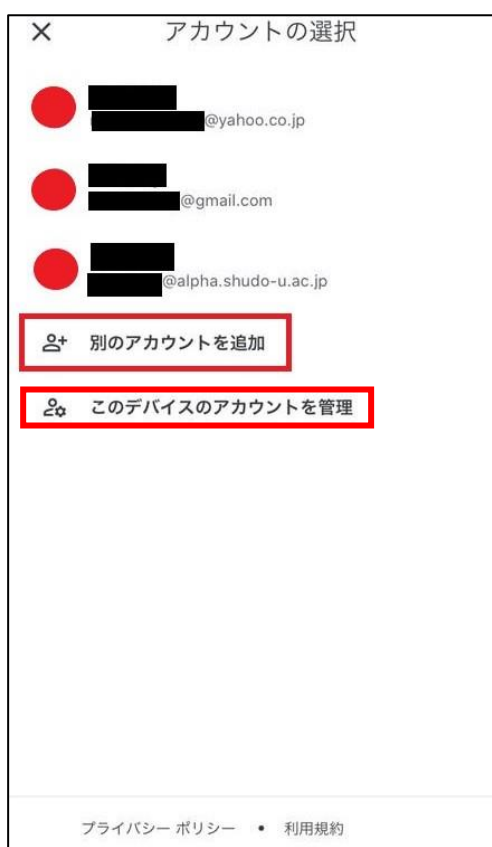 × アカウントの選択
@yahoo.co.jp
@gmail.com
@alpha.shudo-u.ac.jp
別のアカウントを追加
このデバイスのアカウントを管理
プライバシー ポリシー • 利用規約